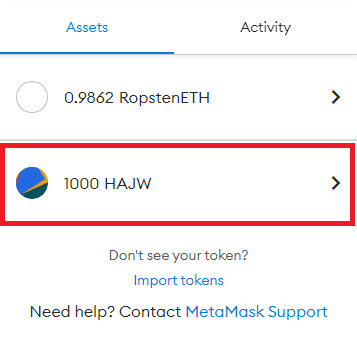 Assets Activity
0.9862 RopstenETH
1000 HAJW
Don't see your token?
Import tokens
Need help? Contact MetaMask Support